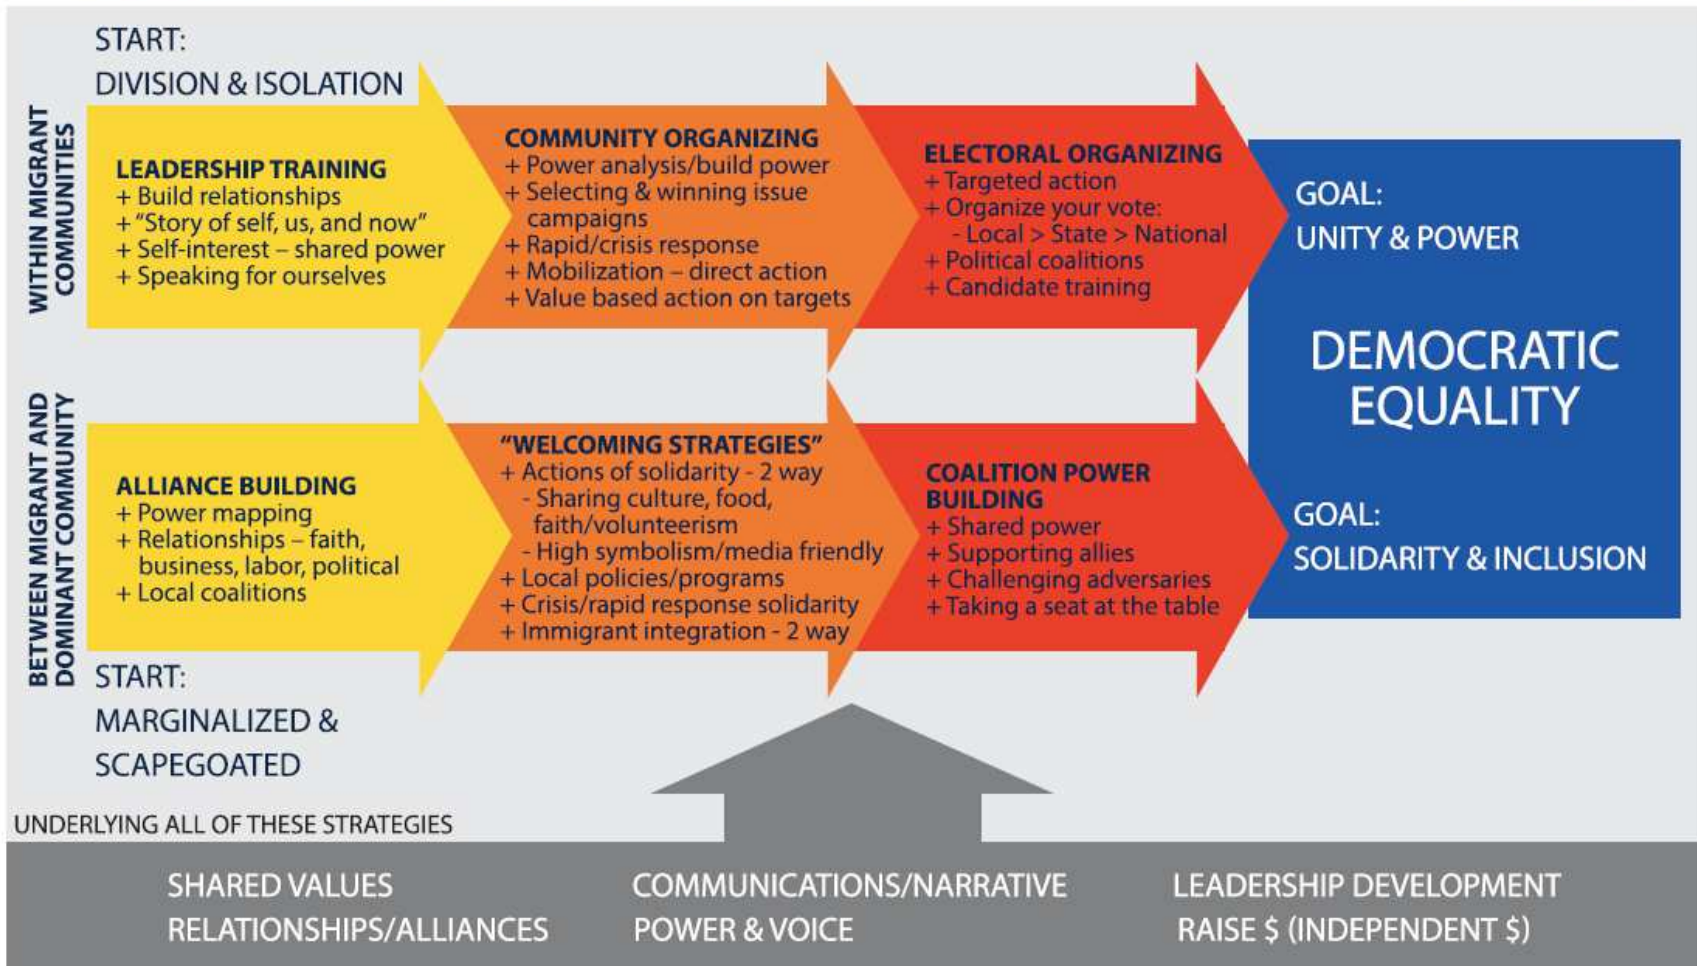 START:
DIVISION & ISOLATION
WITHIN MIGRANT
COMMUNITIES
LEADERSHIP TRAINING
+ Build relationships
+ “Story of self, us, and now”
+ Self-interest – shared power
+ Speaking for ourselves
COMMUNITY ORGANIZING
+ Power analysis/build power
+ Selecting & winning issue
campaigns
+ Rapid/crisis response
+ Mobilization – direct action
+ Value based action on targets
ELECTORAL ORGANIZING
+ Targeted action
+ Organize your vote:
- Local > State > National
+ Political coalitions
+ Candidate training
GOAL:
UNITY & POWER
DEMOCRATIC
EQUALITY
GOAL:
SOLIDARITY & INCLUSION
BETWEEN MIGRANT AND
DOMINANT COMMUNITY
ALLIANCE BUILDING
+ Power mapping
+ Relationships – faith,
business, labor, political
+ Local coalitions
“WELCOMING STRATEGIES”
+ Actions of solidarity - 2 way
- Sharing culture, food,
faith/volunteerism
- High symbolism/media friendly
+ Local policies/programs
+ Crisis/rapid response solidarity
+ Immigrant integration - 2 way
COALITION POWER
BUILDING
+ Shared power
+ Supporting allies
+ Challenging adversaries
+ Taking a seat at the table
START:
MARGINALIZED &
SCAPEGOATED
UNDERLYING ALL OF THESE STRATEGIES
SHARED VALUES
RELATIONSHIPS/ALLIANCES
COMMUNICATIONS/NARRATIVE
POWER & VOICE
LEADERSHIP DEVELOPMENT
RAISE $ (INDEPENDENT $)